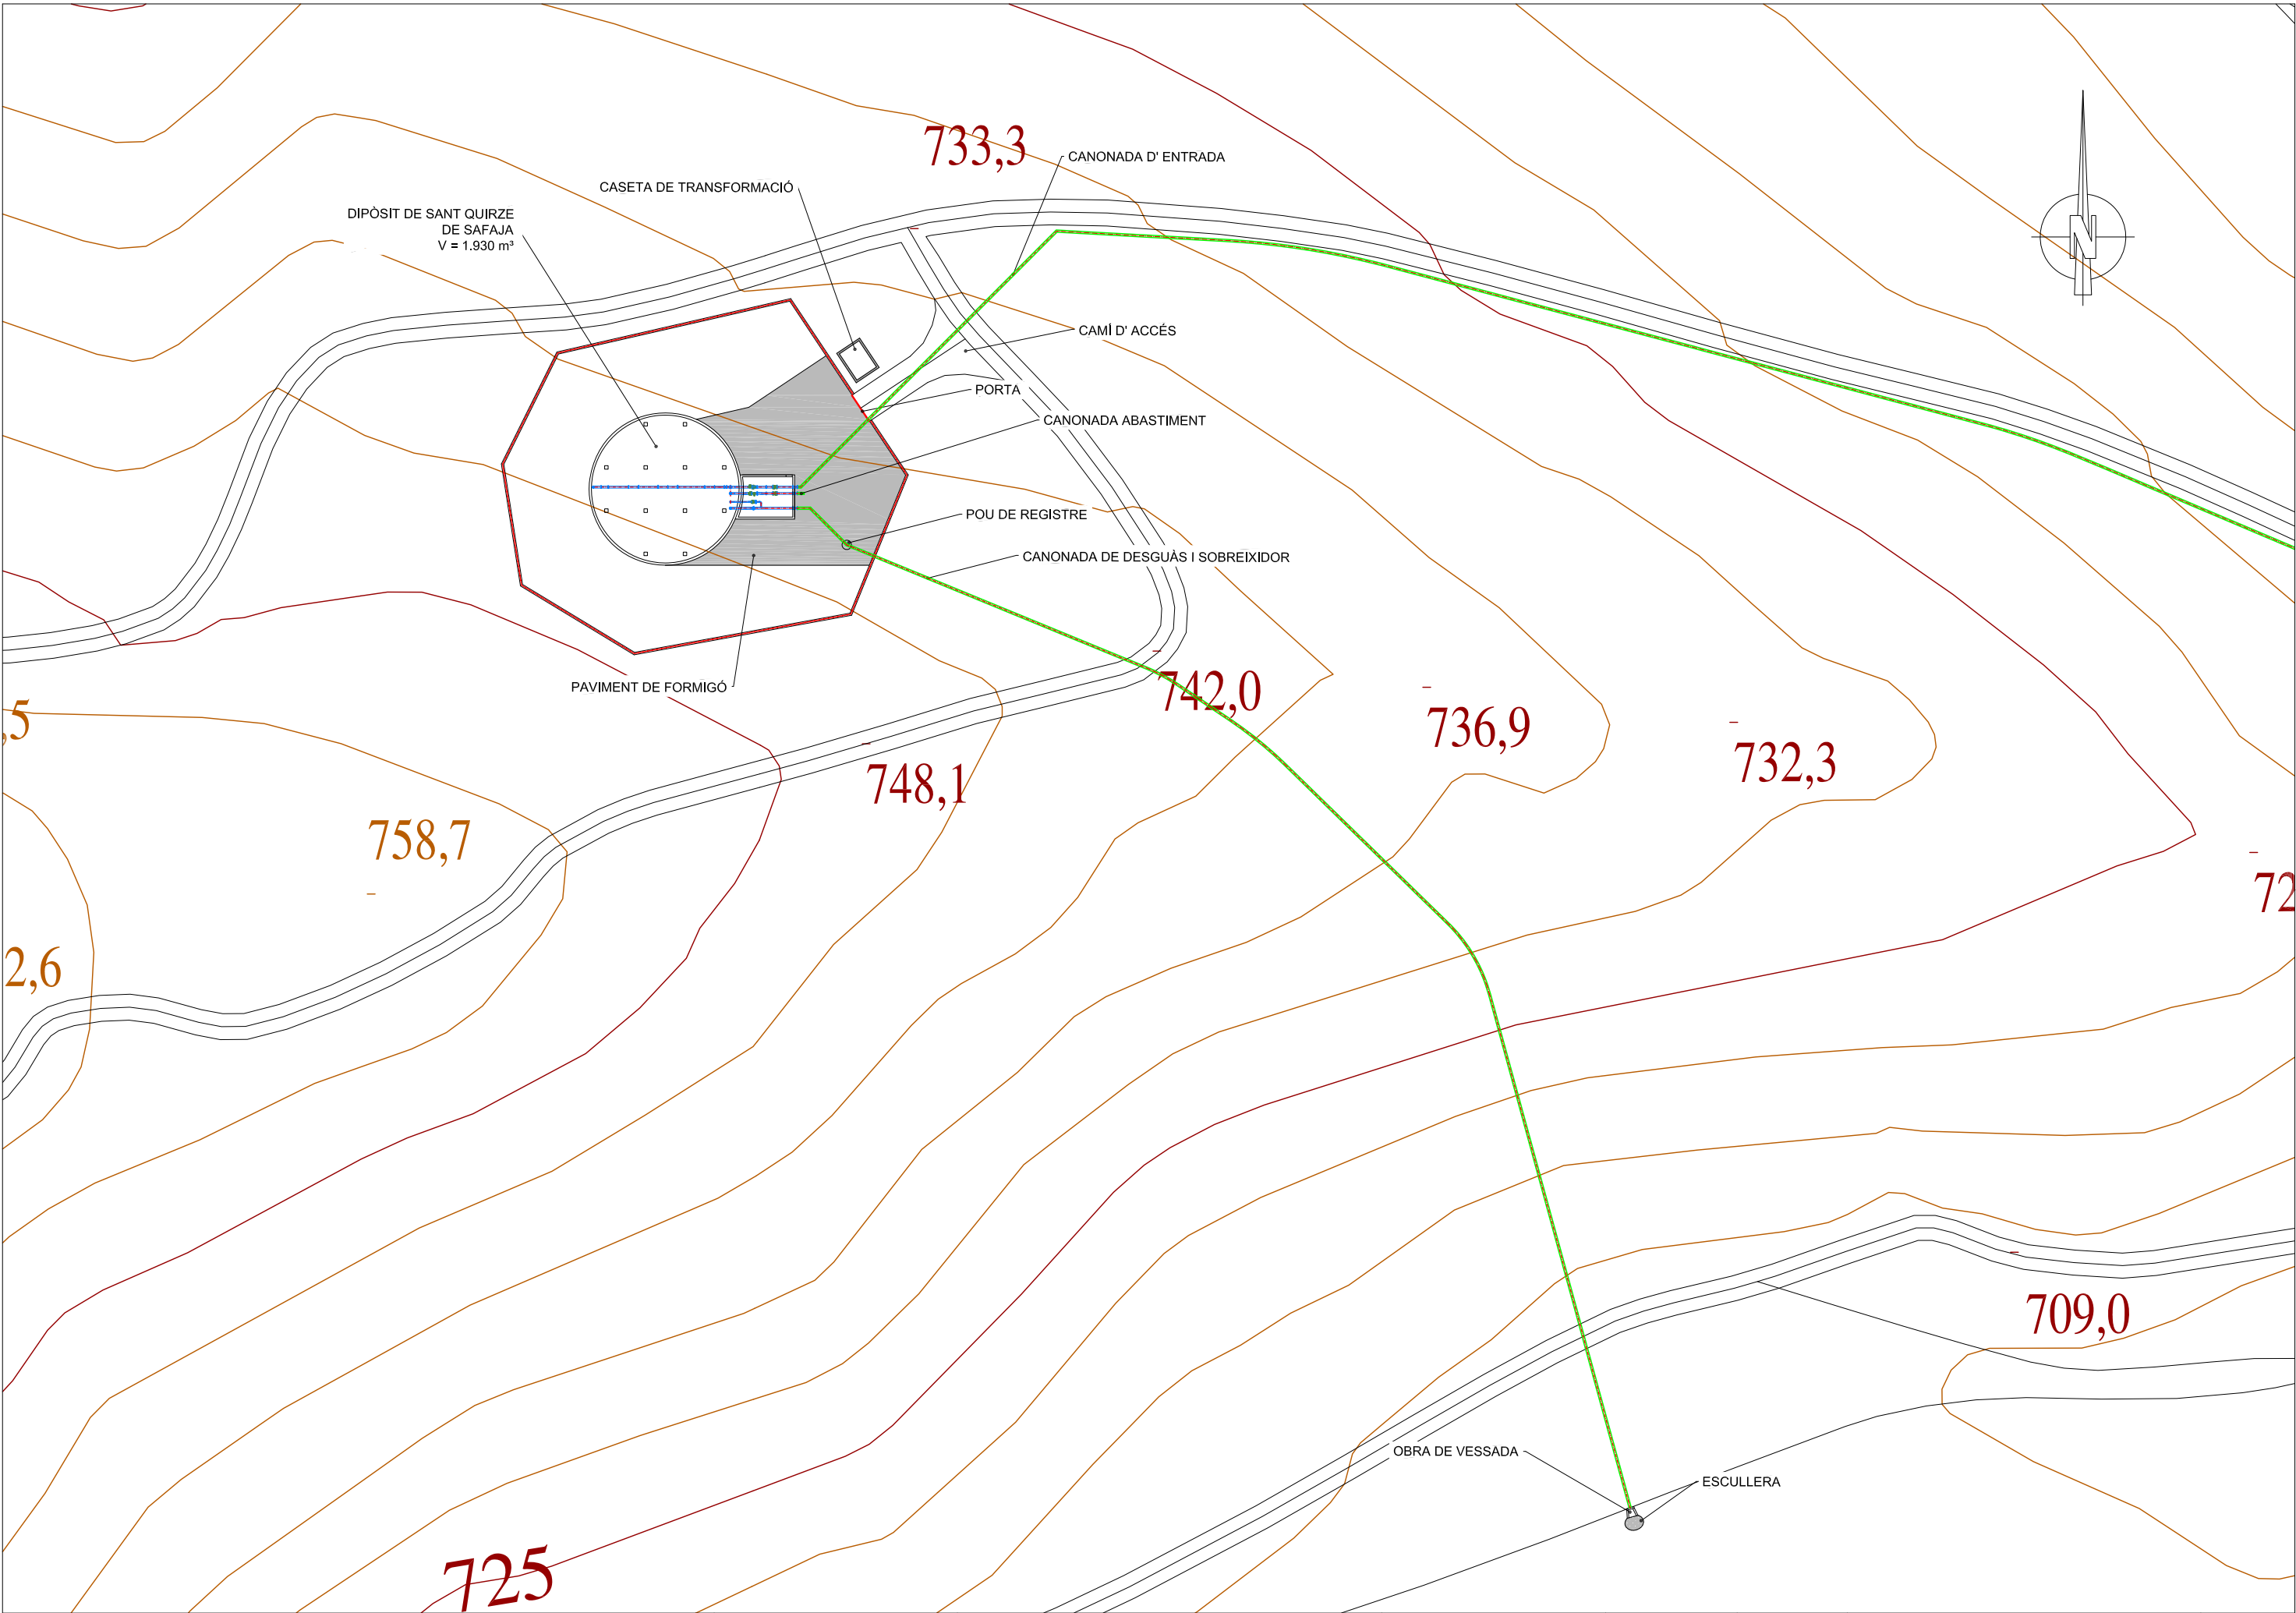 733,3
CANONADA D' ENTRADA
CASETA DE TRANSFORMACIÓ
DIPÒSIT DE SANT QUIRZE
DE SAFAJA
V = 1.930 m³
N
CAMÍ D' ACCÉS
PORTA
CANONADA ABASTIMENT
POU DE REGISTRE
CANONADA DE DESGUÀS I SOBREIXIDOR
PAVIMENT DE FORMIGÓ
742,0
,5
736,9
732,3
748,1
758,7
72
2,6
709,0
OBRA DE VESSADA
ESCULLERA
725